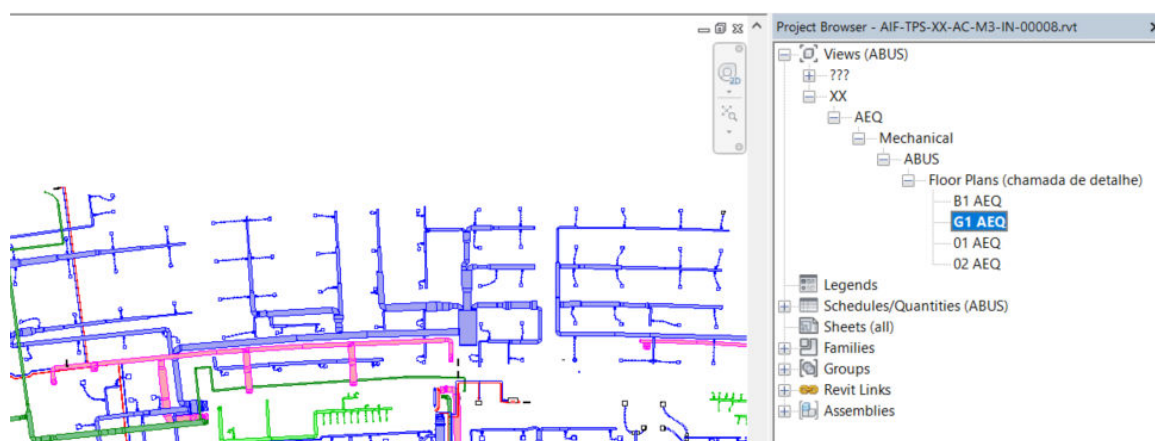 Project Browser - AIF-TPS-XX-AC-M3-IN-00008.rvt
Views (ABUS)
???
XX
AEQ
Mechanical
ABUS
Floor Plans (chamada de detalhe)
B1 AEQ
G1 AEQ
01 AEQ
02 AEQ
Legends
Schedules/Quantities (ABUS)
Sheets (all)
Families
Groups
Revit Links
Assemblies
2D